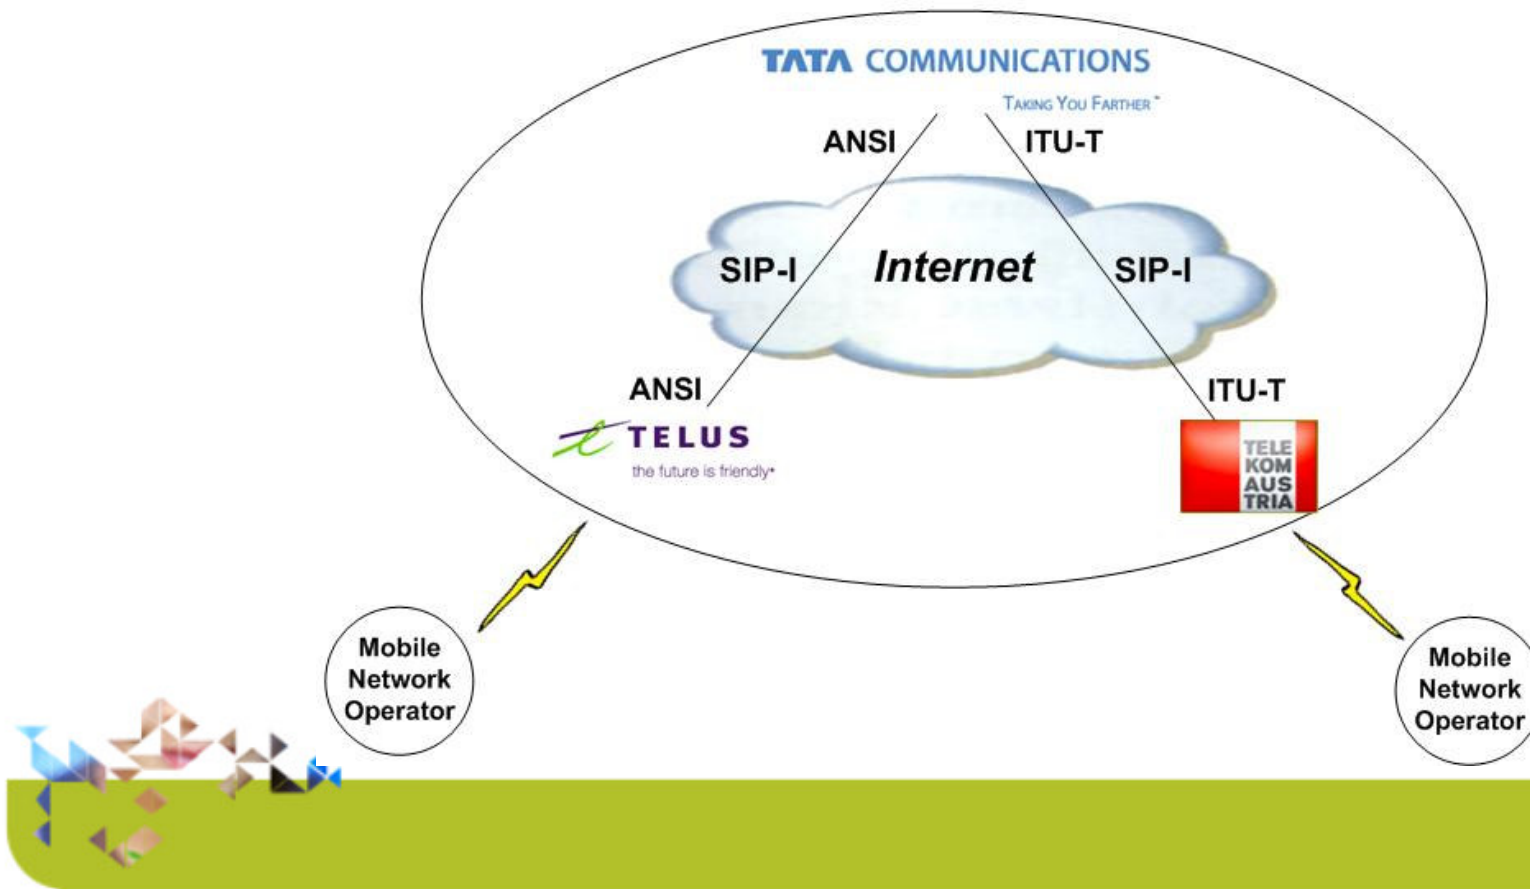 TATA COMMUNICATIONS
TAKING YOU FARTHER™
ANSI
ITU-T
SIP-I
Internet
SIP-I
ANSI
ITU-T
TELUS
the future is friendly•
TELE
KOM
AUS
TRIA
Mobile
Network
Operator
Mobile
Network
Operator